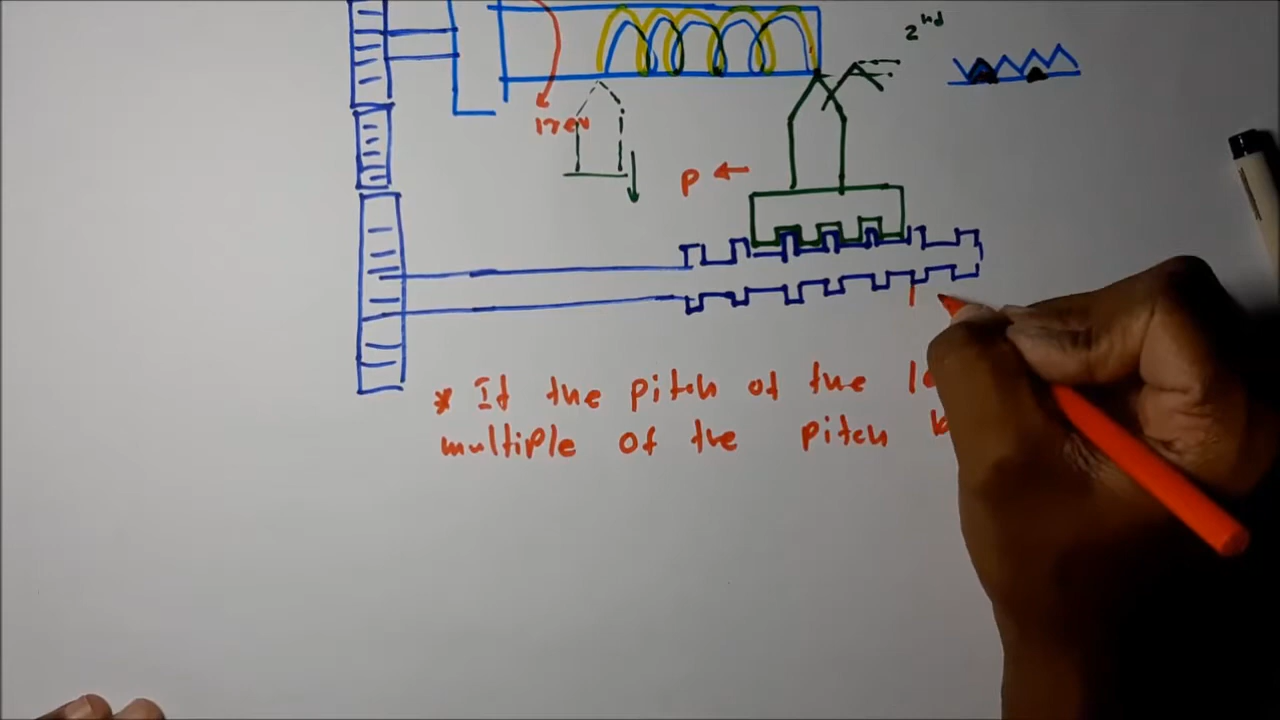 2nd
1rev
P ←
* If the pitch of the
multiple of the pitch